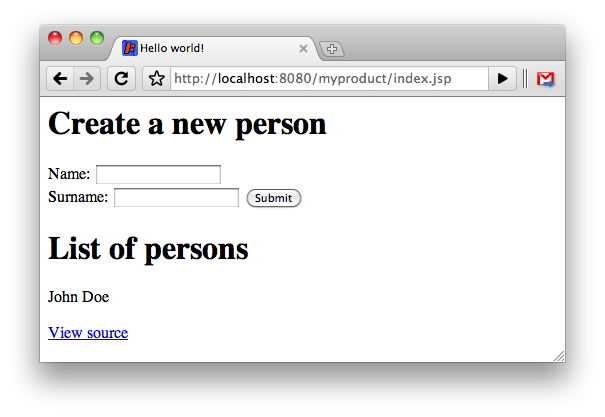 Hello world!
http://localhost:8080/myproduct/index.jsp
Create a new person
Name:
Surname: Submit
List of persons
John Doe
View source